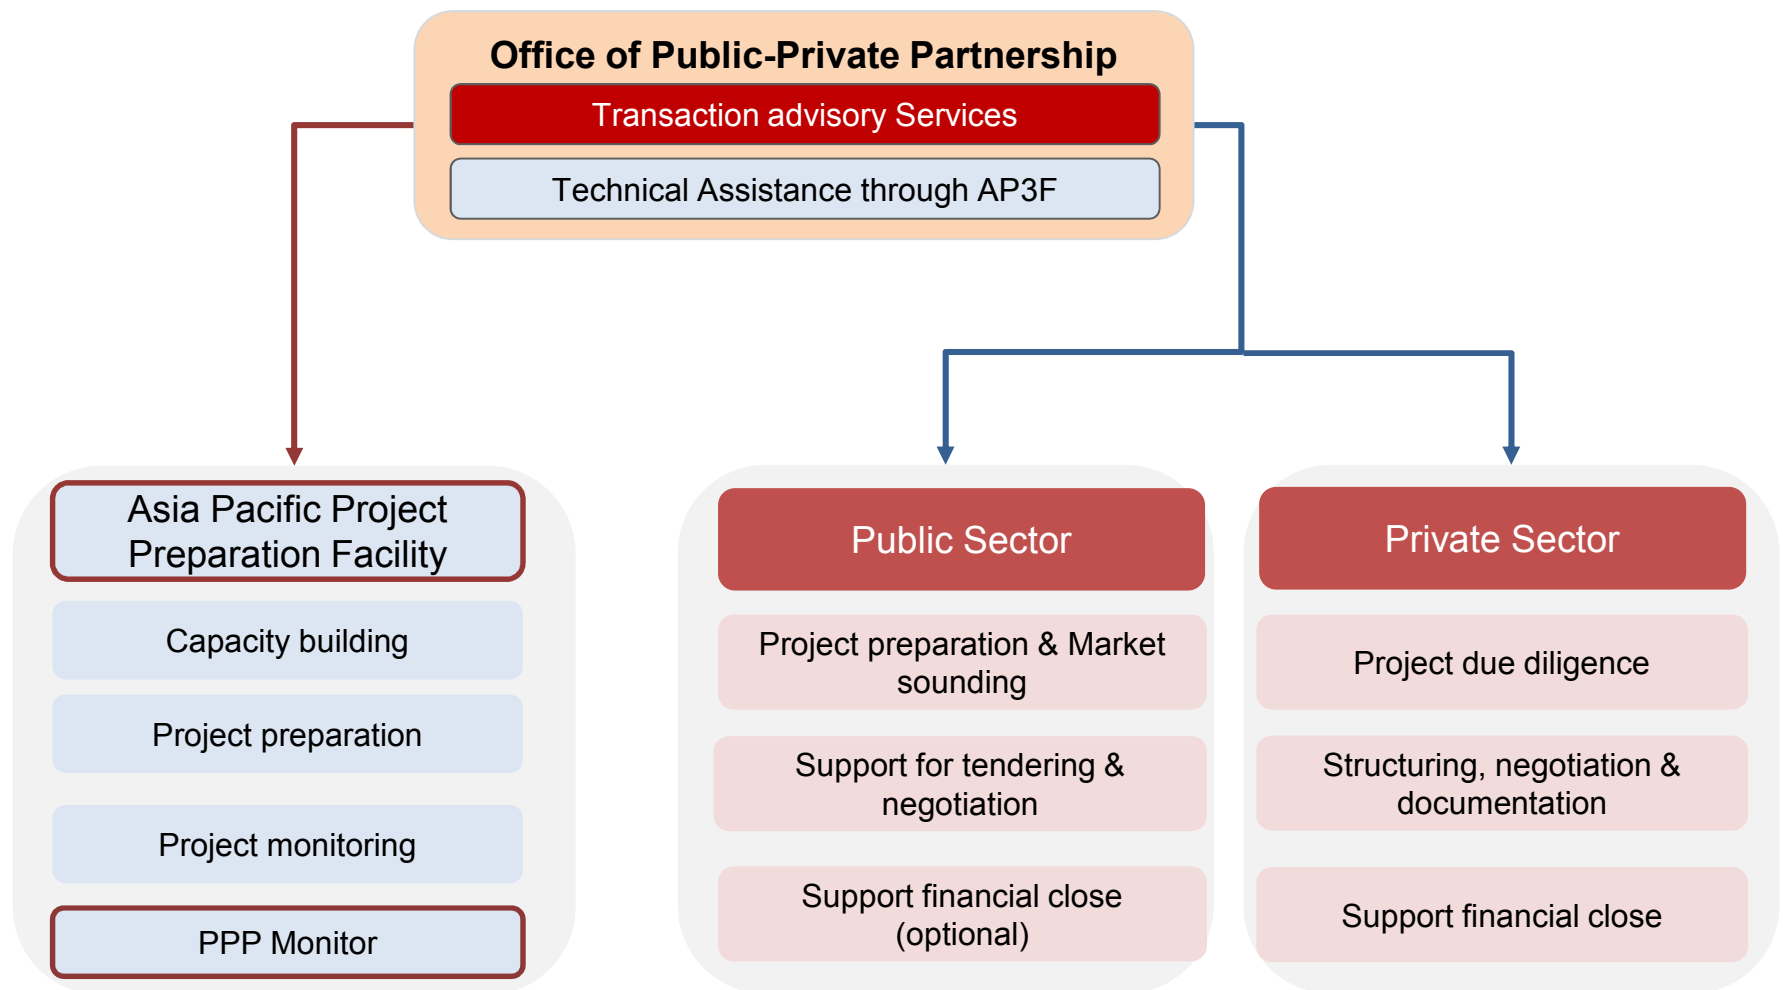 Office of Public-Private Partnership
Transaction advisory Services
Technical Assistance through AP3F
Asia Pacific Project
Preparation Facility
Capacity building
Project preparation
Project monitoring
PPP Monitor
Public Sector
Project preparation & Market
sounding
Support for tendering &
negotiation
Support financial close
(optional)
Private Sector
Project due diligence
Structuring, negotiation &
documentation
Support financial close